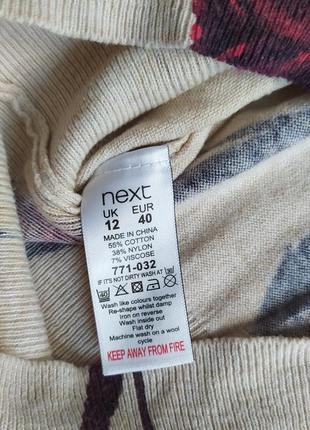 next
UK EUR
12 40
MADE IN CHINA
55% COTTON
38% NYLON
7% VISCOSE
771-032
IF IT'S NOT DIRTY WASH AT
40
Wash like colours together
Re-shape whilst damp
Iron on reverse
Wash inside out
Flat dry
Machine wash on a wool
cycle
KEEP AWAY FROM FIRE